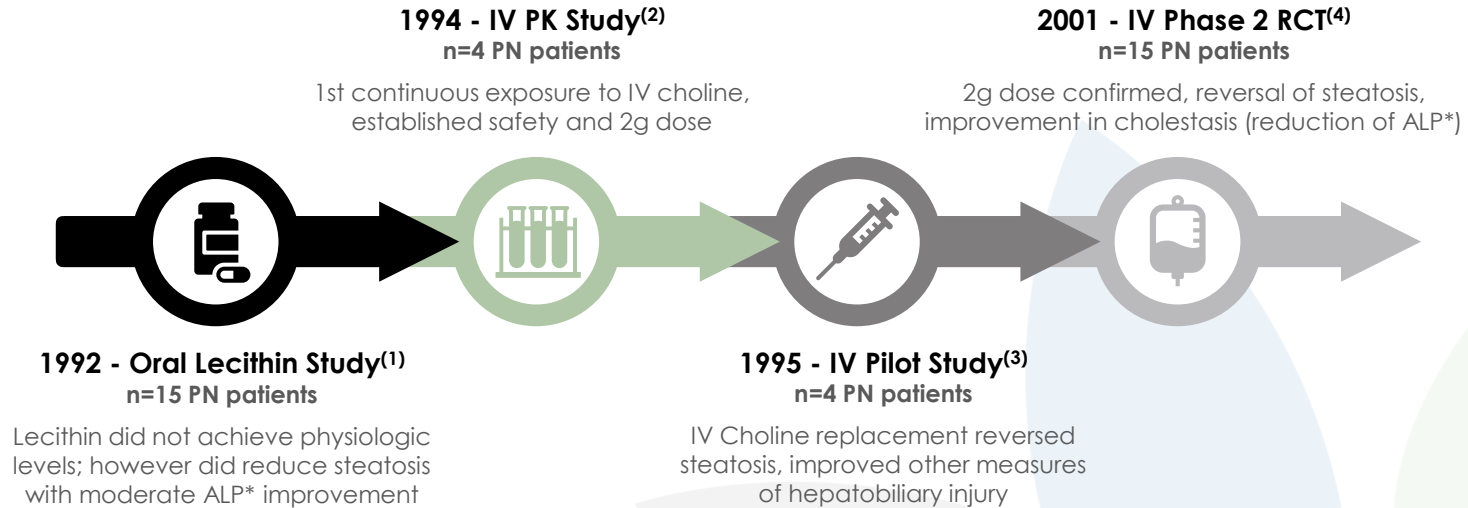 1994 - IV PK Study(2)
n=4 PN patients
1st continuous exposure to IV choline,
established safety and 2g dose
2001 - IV Phase 2 RCT(4)
n=15 PN patients
2g dose confirmed, reversal of steatosis,
improvement in cholestasis (reduction of ALP*)
1992 - Oral Lecithin Study(1)
n=15 PN patients
Lecithin did not achieve physiologic
levels; however did reduce steatosis
with moderate ALP* improvement
1995 - IV Pilot Study(3)
n=4 PN patients
IV Choline replacement reversed
steatosis, improved other measures
of hepatobiliary injury